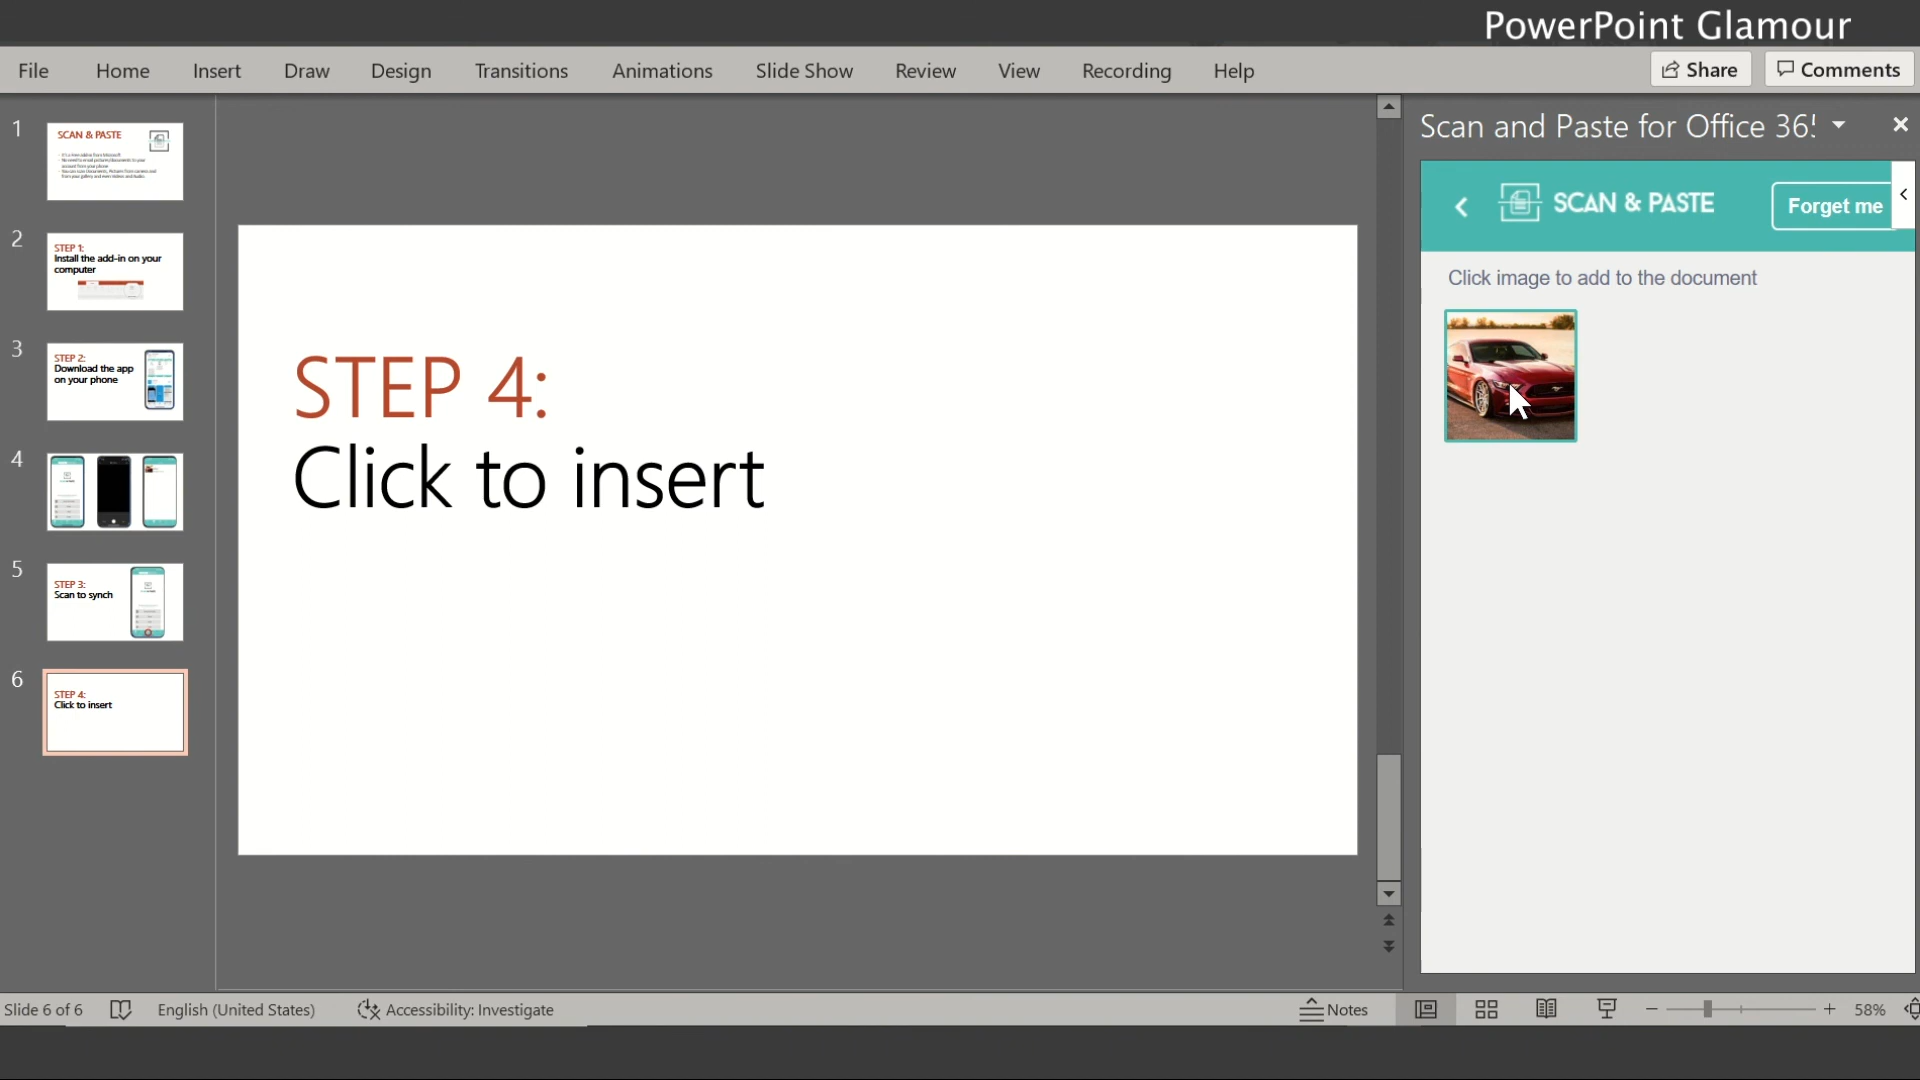 PowerPoint Glamour
File Home Insert Draw Design Transitions Animations Slide Show Review View Recording Help Share Comments
1
SCAN & PASTE
2
STEP 1:
Install the add-in on your
computer
3
STEP 2:
Download the app
on your phone
4
5
STEP 3:
Scan to synch
6
STEP 4:
Click to insert
STEP 4:
Click to insert
Scan and Paste for Office 365
SCAN & PASTE Forget me
Click image to add to the document
Slide 6 of 6 English (United States) Accessibility: Investigate Notes 58%